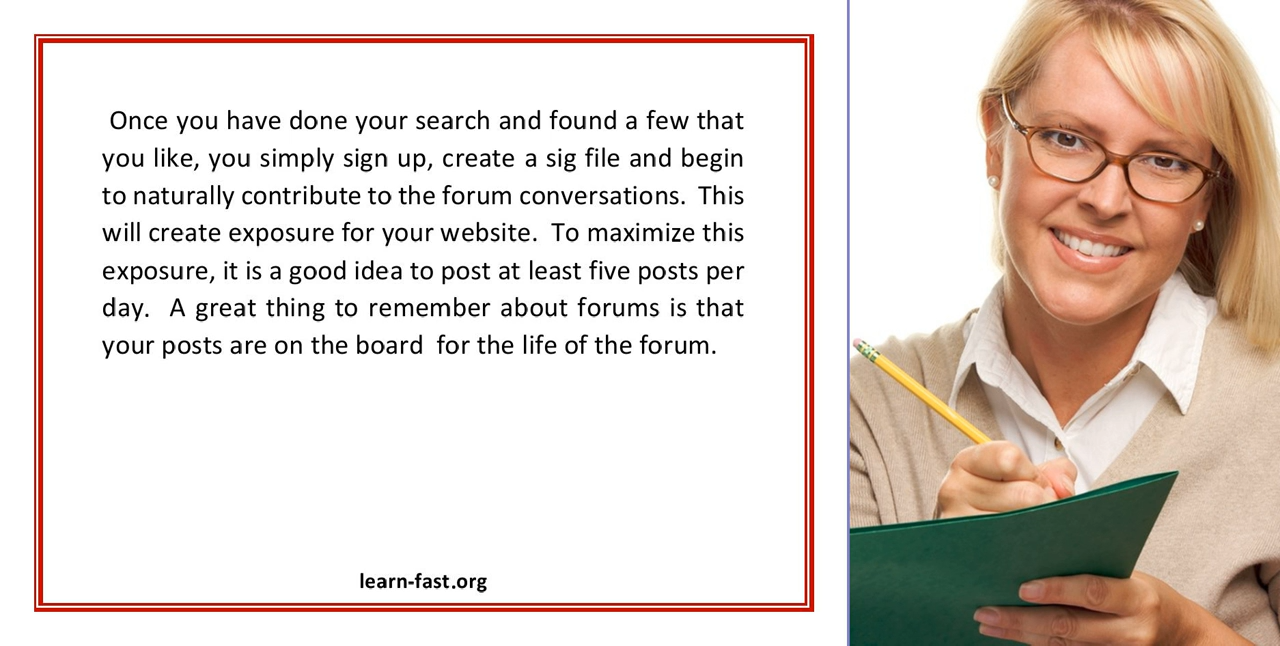 Once you have done your search and found a few that
you like, you simply sign up, create a sig file and begin
to naturally contribute to the forum conversations.  This
will create exposure for your website.  To maximize this
exposure, it is a good idea to post at least five posts per
day.  A great thing to remember about forums is that
your posts are on the board  for the life of the forum.
learn-fast.org